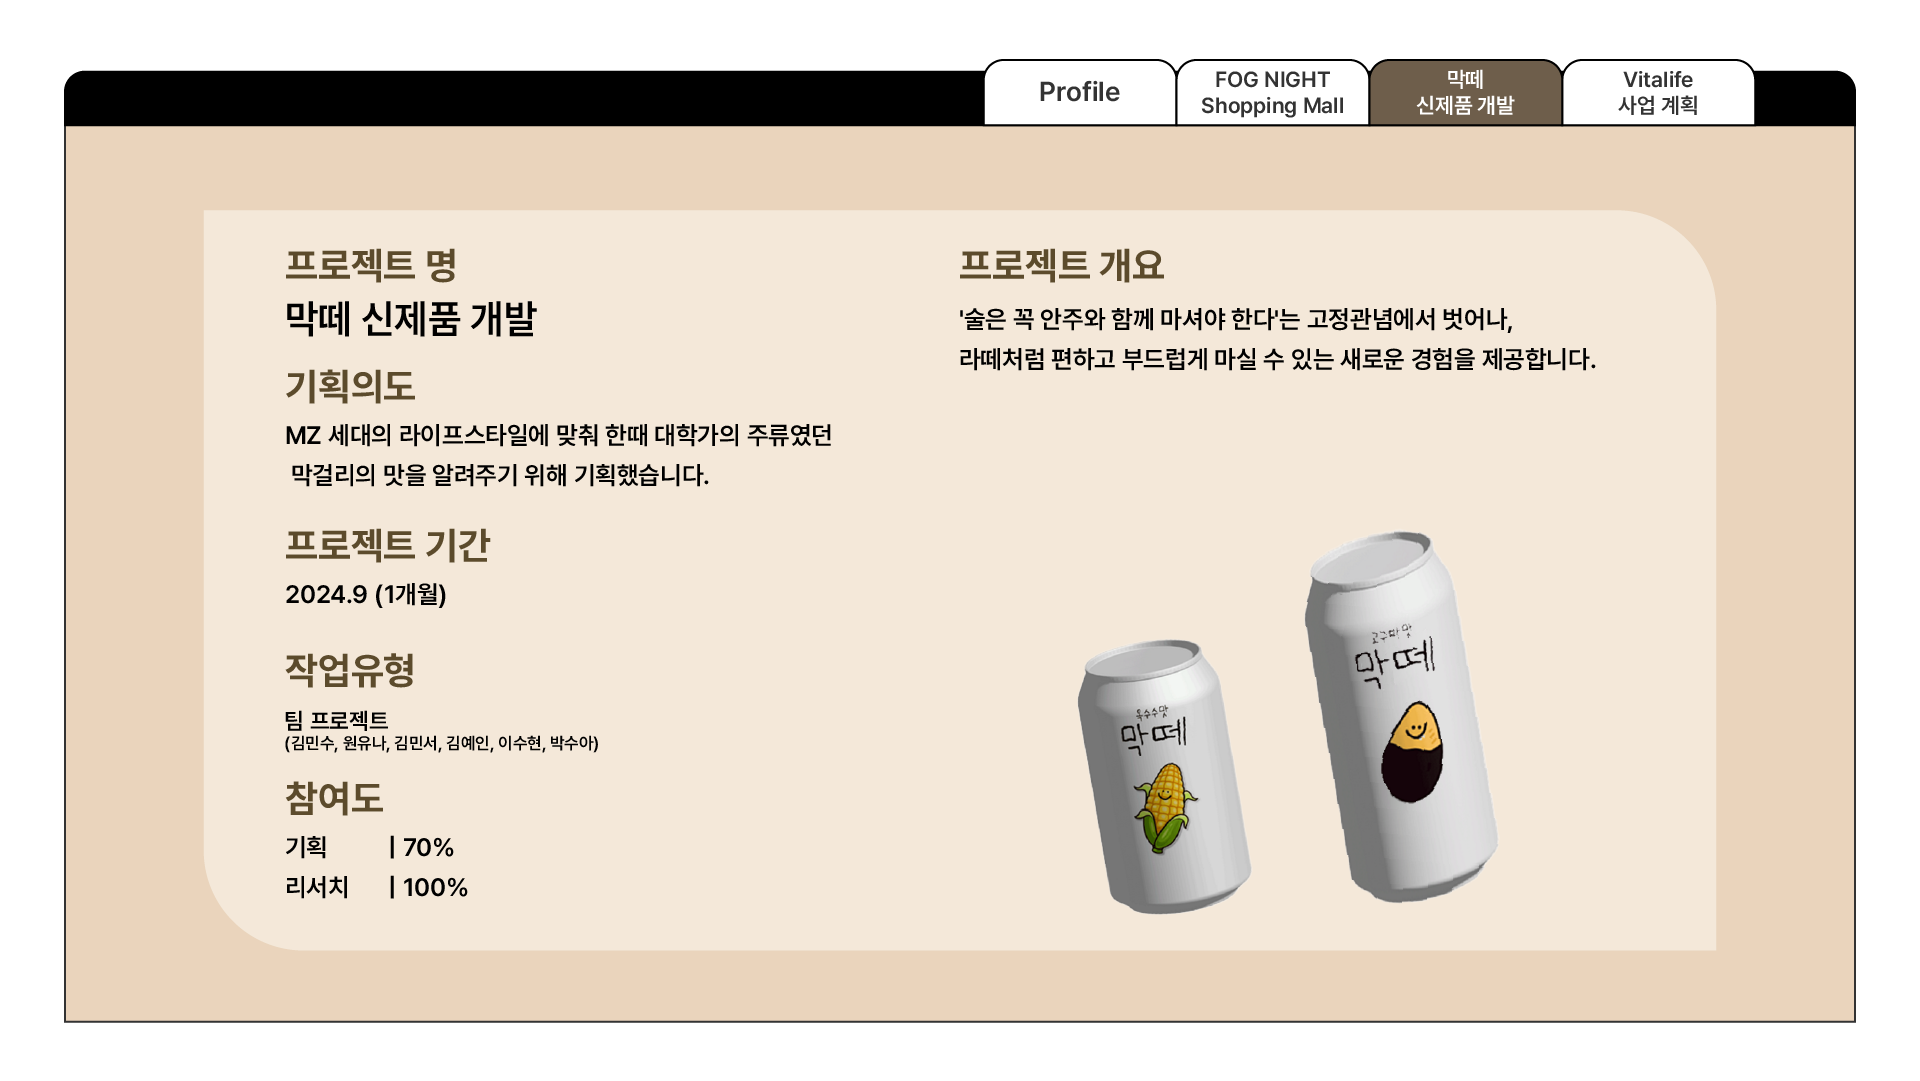 Profile
FOG NIGHT
Shopping Mall
막떼
신제품 개발
Vitalife
사업 계획
프로젝트 명
막떼 신제품 개발
기획의도
MZ 세대의 라이프스타일에 맞춰 한때 대학가의 주류였던
막걸리의 맛을 알려주기 위해 기획했습니다.
프로젝트 기간
2024.9 (1개월)
작업유형
팀 프로젝트
(김민수, 원유나, 김민서, 김예인, 이수현, 박수아)
참여도
기획 | 70%
리서치 | 100%
프로젝트 개요
'술은 꼭 안주와 함께 마셔야 한다'는 고정관념에서 벗어나,
라떼처럼 편하고 부드럽게 마실 수 있는 새로운 경험을 제공합니다.
옥수수맛
막떼
고구마 맛
막떼